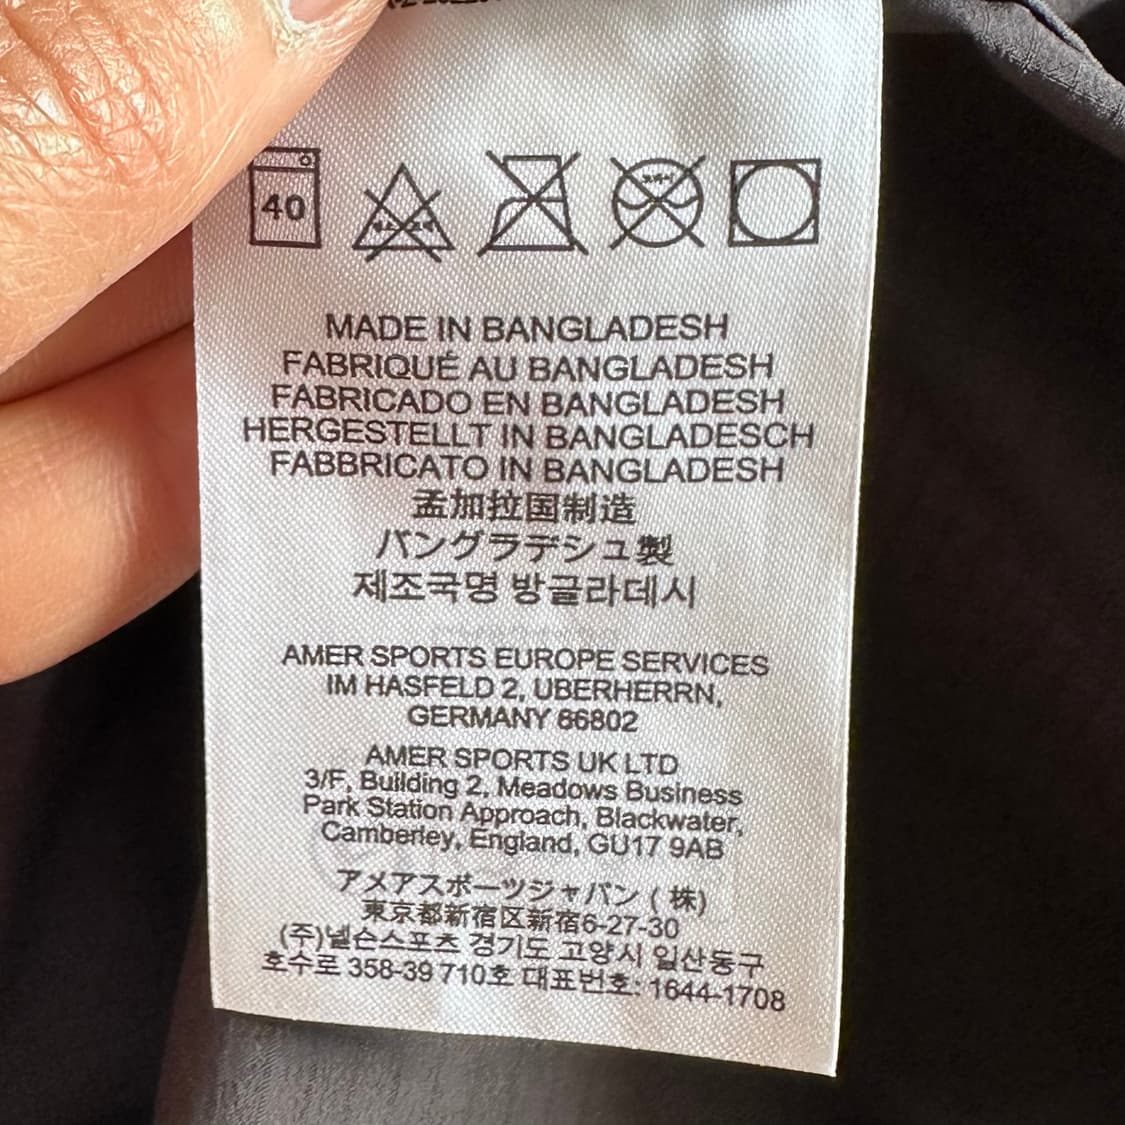 40
MADE IN BANGLADESH
FABRIQUÉ AU BANGLADESH
FABRICADO EN BANGLADESH
HERGESTELLT IN BANGLADESCH
FABBRICATO IN BANGLADESH
孟加拉国制造
バングラデシュ製
제조국명 방글라데시
AMER SPORTS EUROPE SERVICES
IM HASFELD 2, UBERHERRN,
GERMANY 66802
AMER SPORTS UK LTD
3/F, Building 2, Meadows Business
Park Station Approach, Blackwater,
Camberley, England, GU17 9AB
アメアスポーツジャパン (株)
東京都新宿区新宿6-27-30
(주)넬슨스포츠 경기도 고양시 일산동구
호수로 358-39 710호 대표번호: 1644-1708